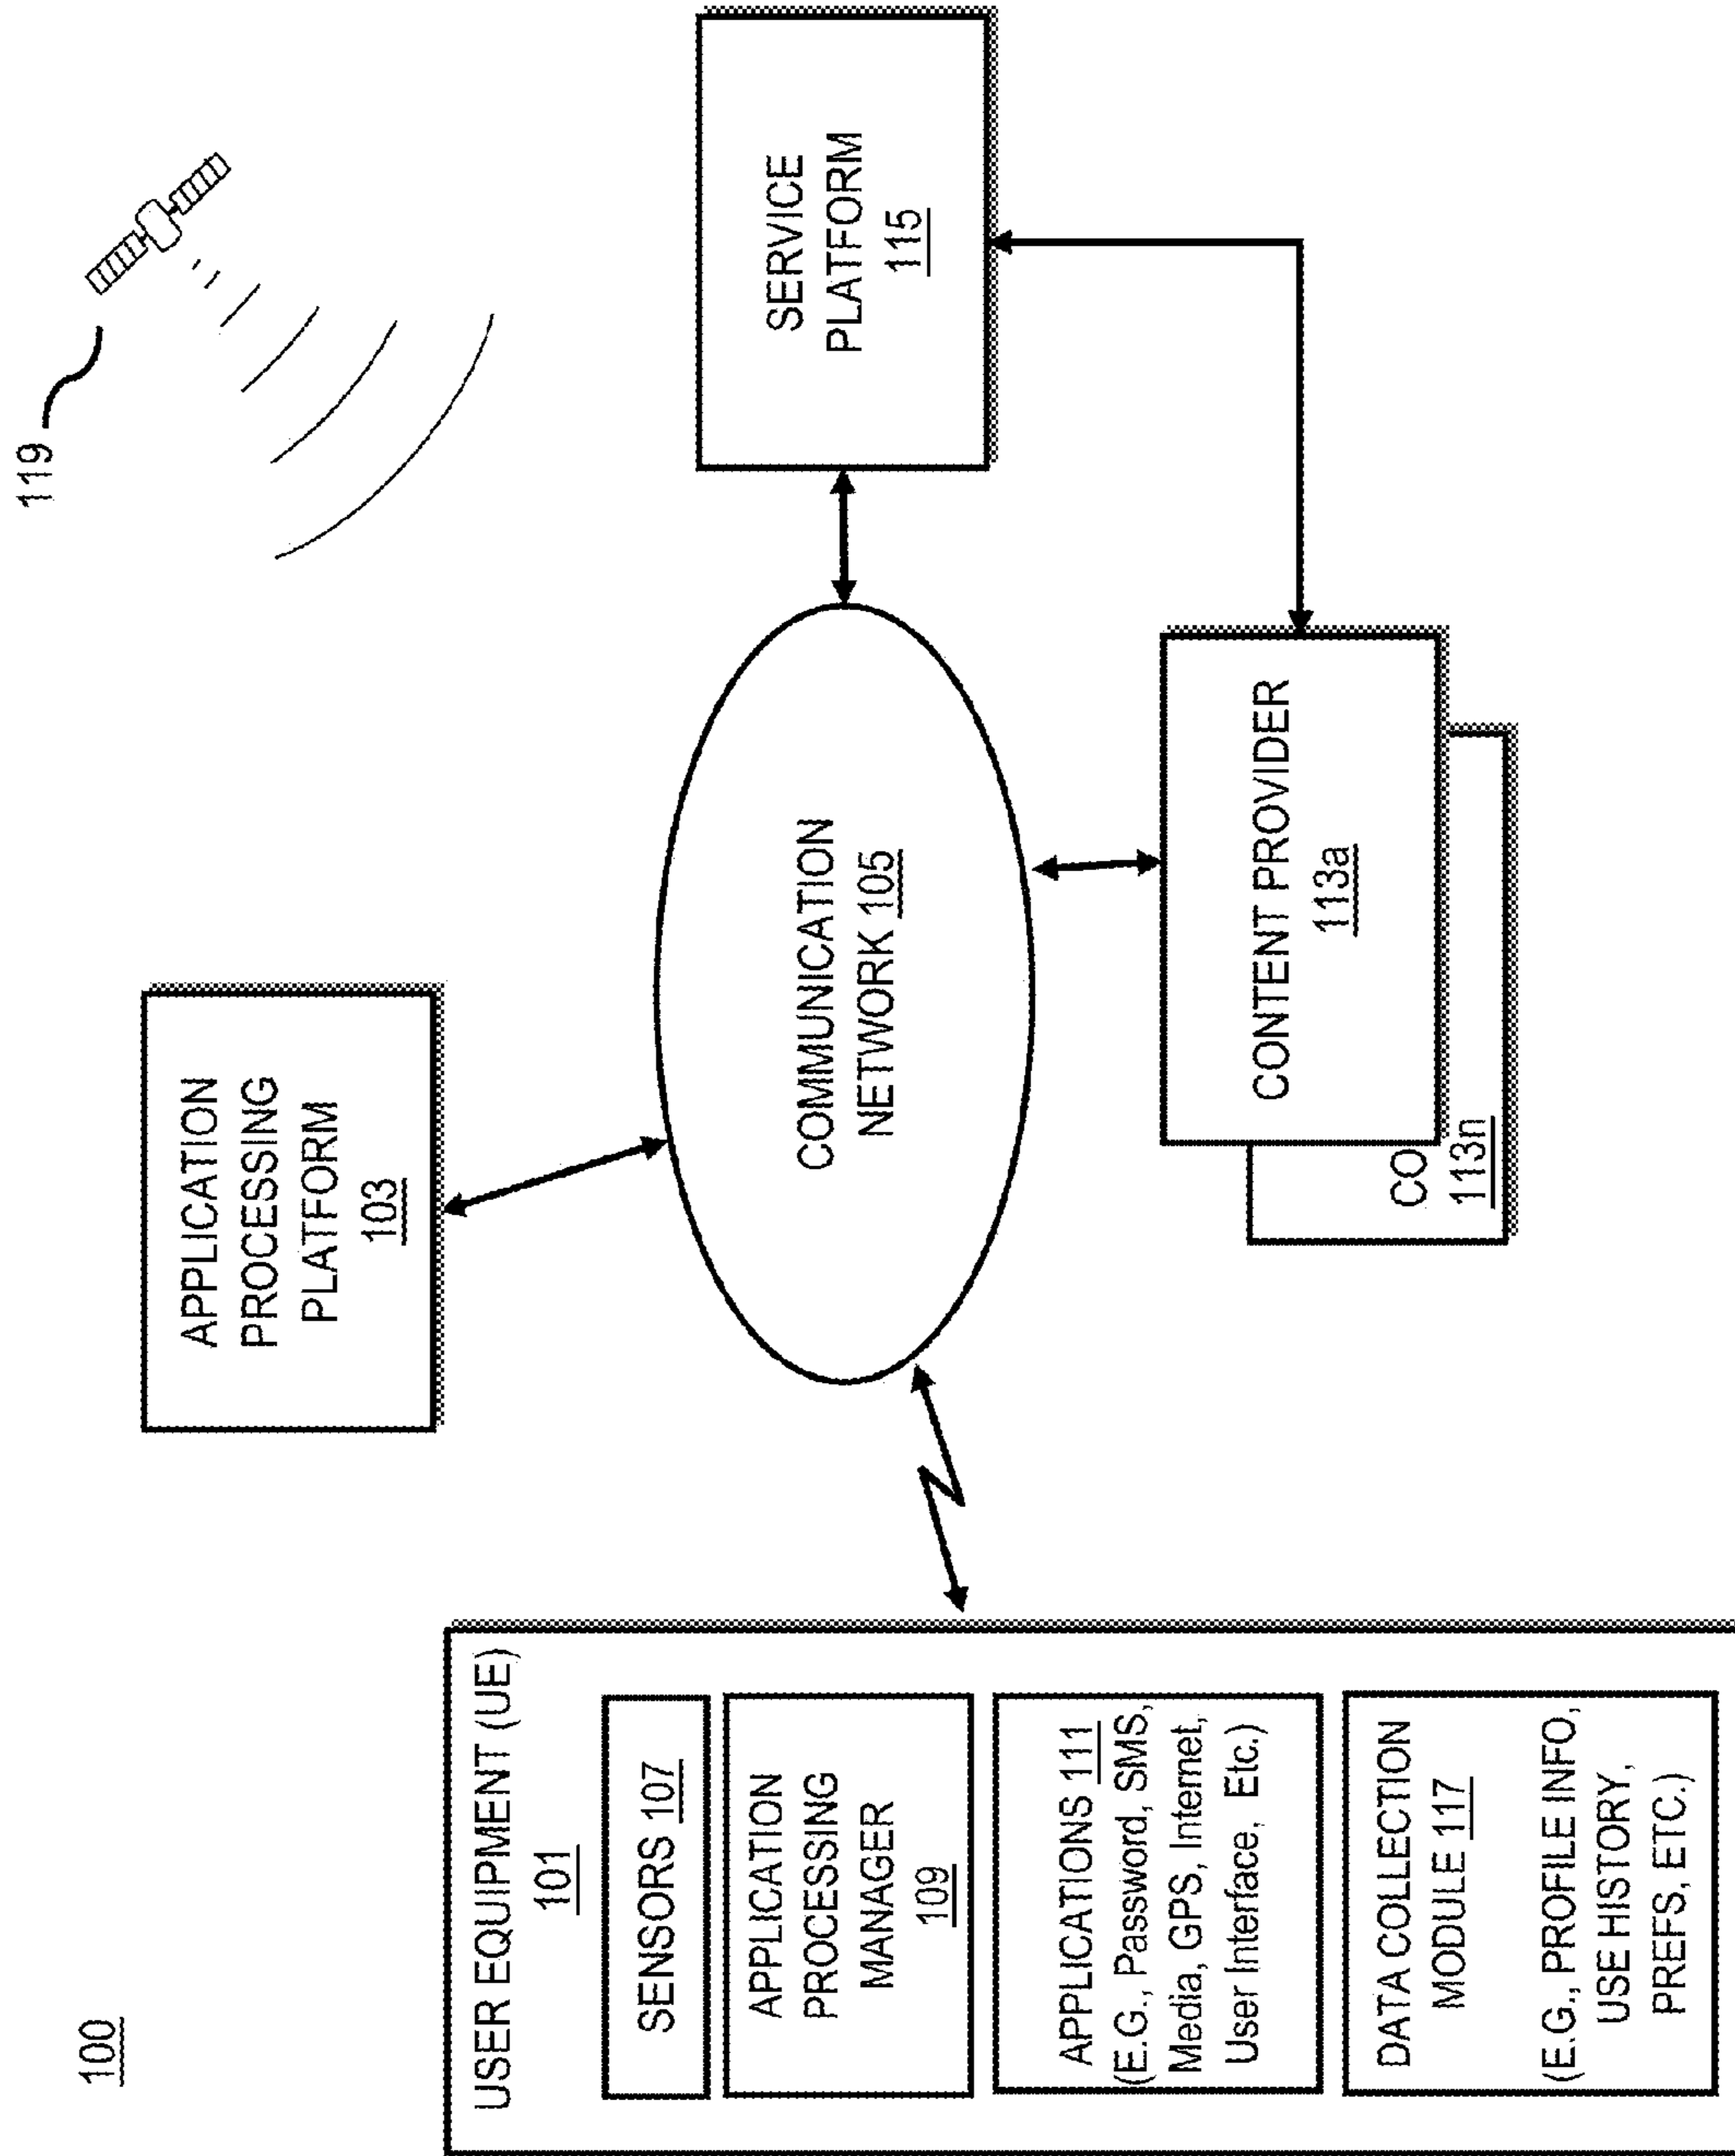 100
119
APPLICATION
PROCESSING
PLATFORM
103
USER EQUIPMENT (UE)
101
SENSORS 107
APPLICATION
PROCESSING
MANAGER
109
APPLICATIONS 111
(E.G., Password, SMS,
Media, GPS, Internet,
User Interface, Etc.)
DATA COLLECTION
MODULE 117
(E.G., PROFILE INFO,
USE HISTORY,
PREFS, ETC.)
COMMUNICATION
NETWORK 105
SERVICE
PLATFORM
115
CONTENT PROVIDER
113a
CO
113n